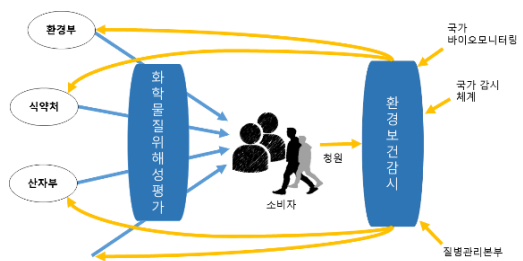 환경부
식약처
산자부
화학물질위해성평가
소비자
청원
환경보건감시
국가
바이오모니터링
국가 감시
체계
질병관리본부